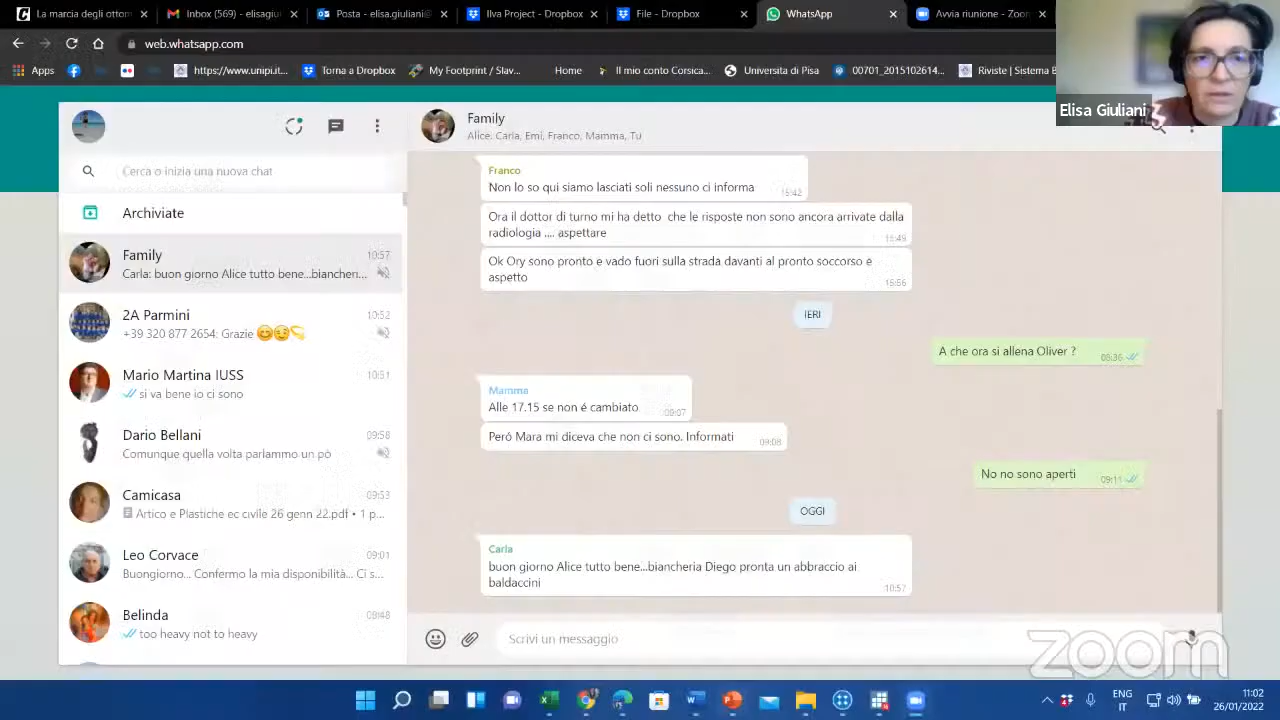 La marcia degli ottom
Inbox (569) - elisagiu
Posta - elisa.giuliani@
Ilva Project - Dropbox
File - Dropbox
WhatsApp
Avvia riunione - Zoom
web.whatsapp.com
Apps
https://www.unipi.it...
Torna a Dropbox
My Footprint / Slav...
Home
Il mio conto Corsica...
Università di Pisa
00701_2015102614...
Riviste | Sistema B
Elisa Giuliani
Cerca o inizia una nuova chat
Archiviate
Family
10:57
Carla: buon giorno Alice tutto bene...biancheri...
2A Parmini
10:52
+39 320 877 2654: Grazie
Mario Martina IUSS
10:51
si va bene io ci sono
Dario Bellani
09:58
Comunque quella volta parlammo un pò
Camicasa
09:53
Artico e Plastiche ec civile 26 genn 22.pdf • 1 p...
Leo Corvace
09:01
Buongiorno... Confermo la mia disponibilità... Ci s...
Belinda
08:48
too heavy not to heavy
Family
Alice, Carla, Emi, Franco, Mamma, Tu
Franco
Non lo so qui siamo lasciati soli nessuno ci informa
15:42
Ora il dottor di turno mi ha detto che le risposte non sono ancora arrivate dalla
radiologia .... aspettare
15:49
Ok Ory sono pronto e vado fuori sulla strada davanti al pronto soccorso e
aspetto
15:56
IERI
A che ora si allena Oliver ?
08:36
Mamma
Alle 17.15 se non é cambiato
09:07
Peró Mara mi diceva che non ci sono. Informati
09:08
No no sono aperti
09:11
OGGI
Carla
buon giorno Alice tutto bene...biancheria Diego pronta un abbraccio ai
baldaccini
10:57
Scrivi un messaggio
zoom
ENG
IT
11:02
26/01/2022